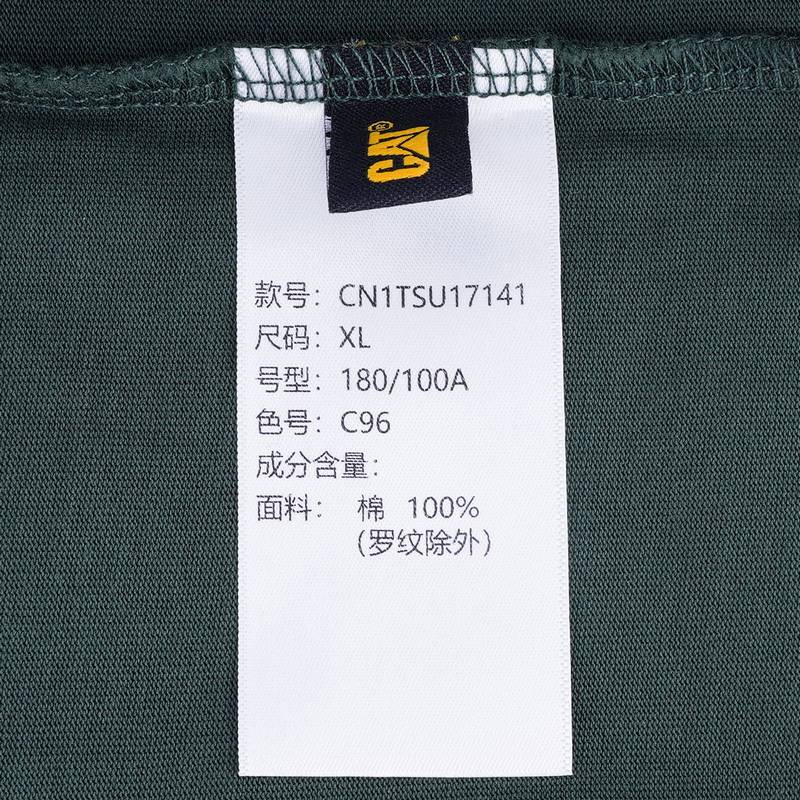 CAT®
款号：CN1TSU17141
尺码：XL
号型：180/100A
色号：C96
成分含量：
面料： 棉 100%
（罗纹除外）